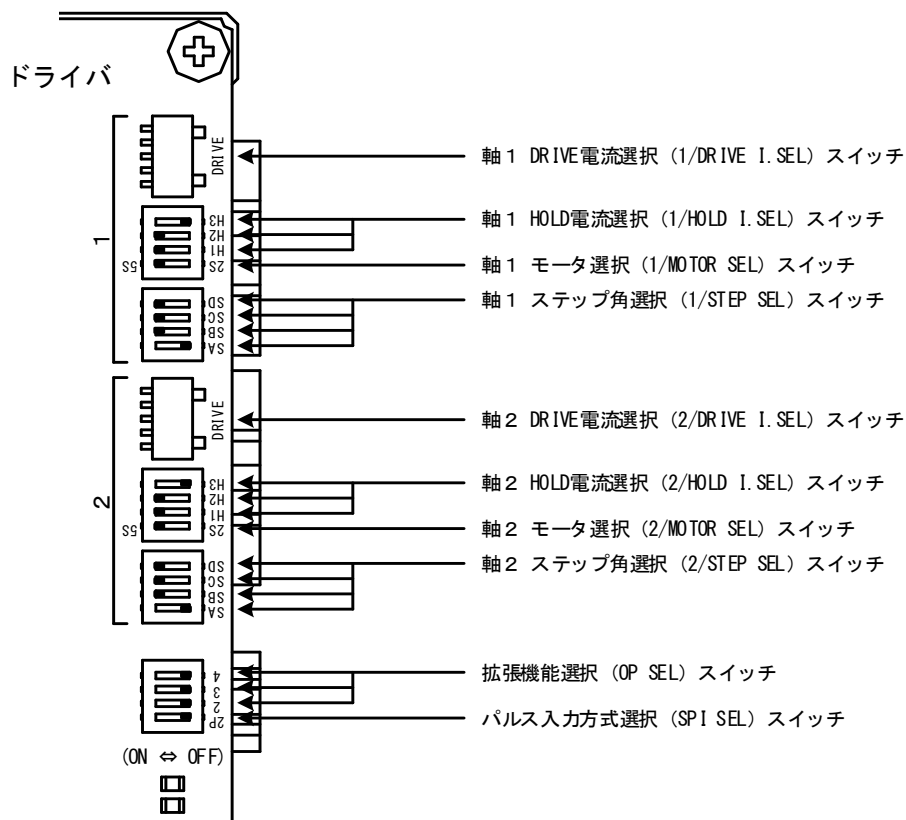 ドライバ
1
DRIVE
H3
H2
H1
5S 2S
SD
SC
SB
SA
2
DRIVE
H3
H2
H1
5S 2S
SD
SC
SB
SA
4
3
2
2P
(ON ⇔ OFF)
軸1 DRIVE電流選択（1/DRIVE I.SEL）スイッチ
軸1 HOLD電流選択（1/HOLD I.SEL）スイッチ
軸1 モータ選択（1/MOTOR SEL）スイッチ
軸1 ステップ角選択（1/STEP SEL）スイッチ
軸2 DRIVE電流選択（2/DRIVE I.SEL）スイッチ
軸2 HOLD電流選択（2/HOLD I.SEL）スイッチ
軸2 モータ選択（2/MOTOR SEL）スイッチ
軸2 ステップ角選択（2/STEP SEL）スイッチ
拡張機能選択（OP SEL）スイッチ
パルス入力方式選択（SPI SEL）スイッチ